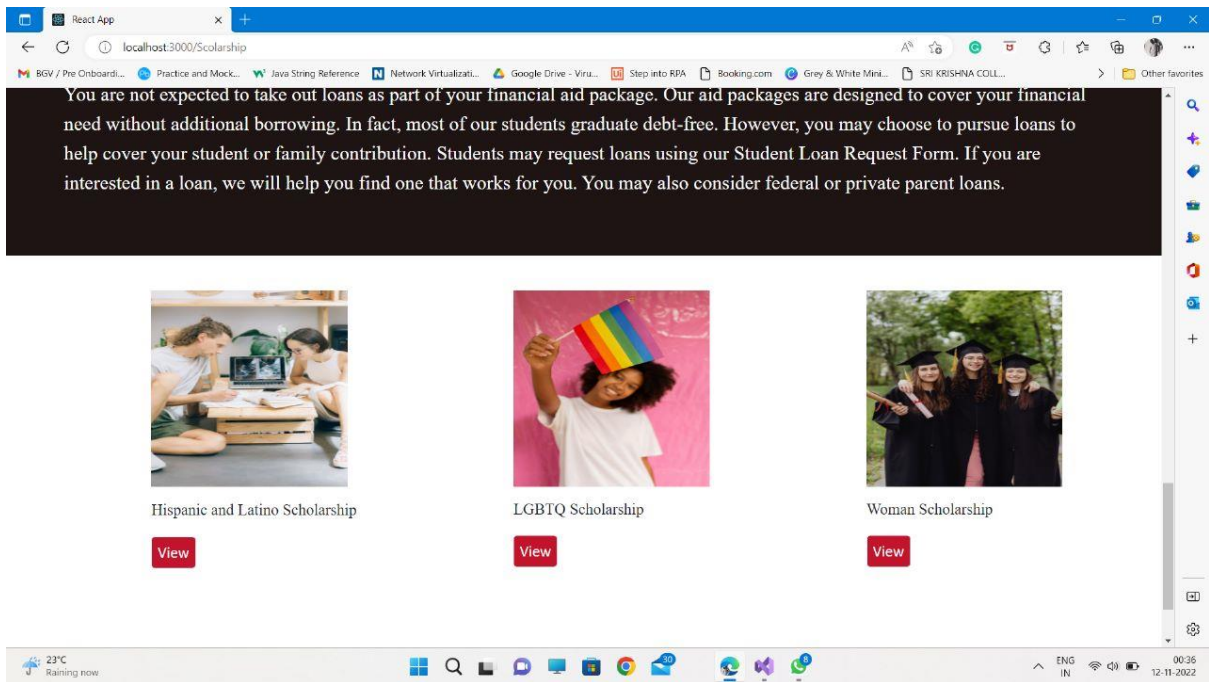 React App
localhost:3000/Scolarship
BGV / Pre Onboardi... Practice and Mock... Java String Reference Network Virtualizati... Google Drive - Viru... Step into RPA Booking.com Grey & White Mini... SRI KRISHNA COLL... Other favorites
You are not expected to take out loans as part of your financial aid package. Our aid packages are designed to cover your financial
need without additional borrowing. In fact, most of our students graduate debt-free. However, you may choose to pursue loans to
help cover your student or family contribution. Students may request loans using our Student Loan Request Form. If you are
interested in a loan, we will help you find one that works for you. You may also consider federal or private parent loans.
Hispanic and Latino Scholarship
LGBTQ Scholarship
Woman Scholarship
View
View
View
23°C
Raining now
30
8
ENG
IN
00:36
12-11-2022